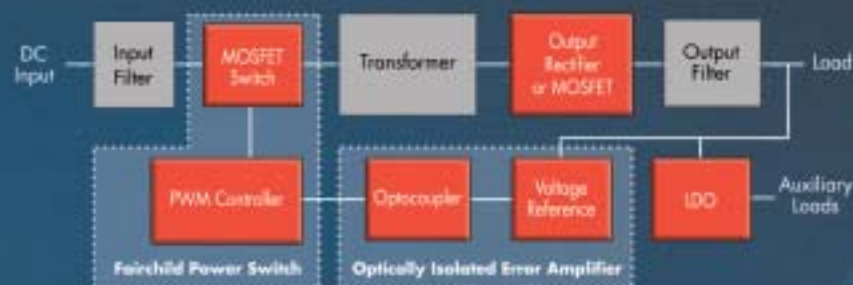 DC
Input
Input
Filter
MOSFET
Switch
Transformer
Output
Rectifier
or MOSFET
Output
Filter
Load
PWM Controller
Optocoupler
Voltage
Reference
LDO
Auxiliary
Loads
Fairchild Power Switch
Optically Isolated Error Amplifier